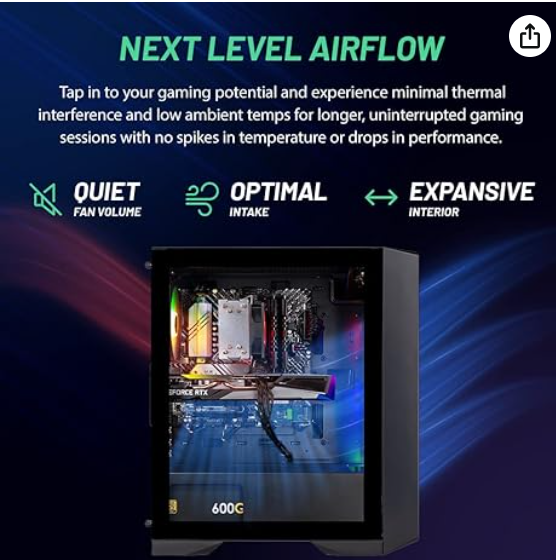 NEXT LEVEL AIRFLOW
Tap in to your gaming potential and experience minimal thermal
interference and low ambient temps for longer, uninterrupted gaming
sessions with no spikes in temperature or drops in performance.
QUIET
FAN VOLUME
OPTIMAL
INTAKE
EXPANSIVE
INTERIOR
GEFORCE RTX
600G